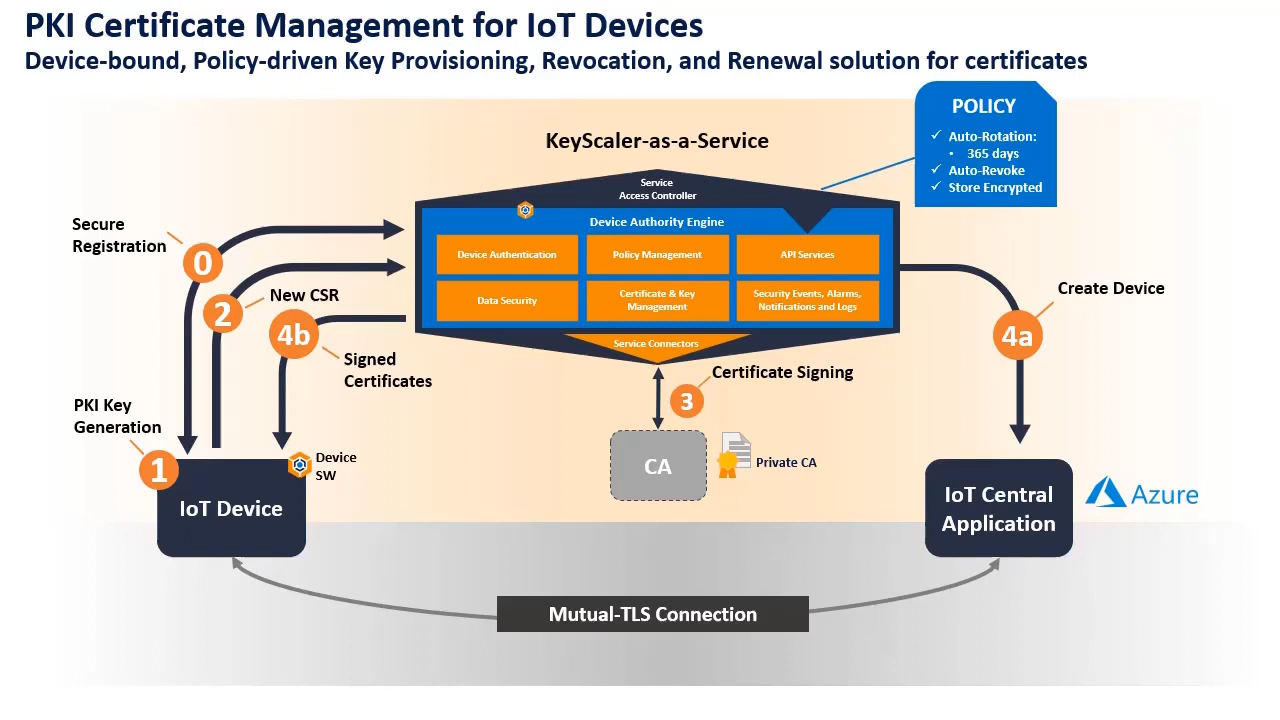 PKI Certificate Management for IoT Devices
Device-bound, Policy-driven Key Provisioning, Revocation, and Renewal solution for certificates
POLICY
✓ Auto-Rotation:
• 365 days
✓ Auto-Revoke
✓ Store Encrypted
KeyScaler-as-a-Service
Service
Access Controller
Device Authority Engine
Device Authentication
Policy Management
API Services
Data Security
Certificate & Key
Management
Security Events, Alarms,
Notifications and Logs
Service Connectors
Secure
Registration
0
2
New CSR
4b
Signed
Certificates
PKI Key
Generation
1
Device
SW
IoT Device
3
Certificate Signing
CA
Private CA
Create Device
4a
IoT Central
Application
Azure
Mutual-TLS Connection